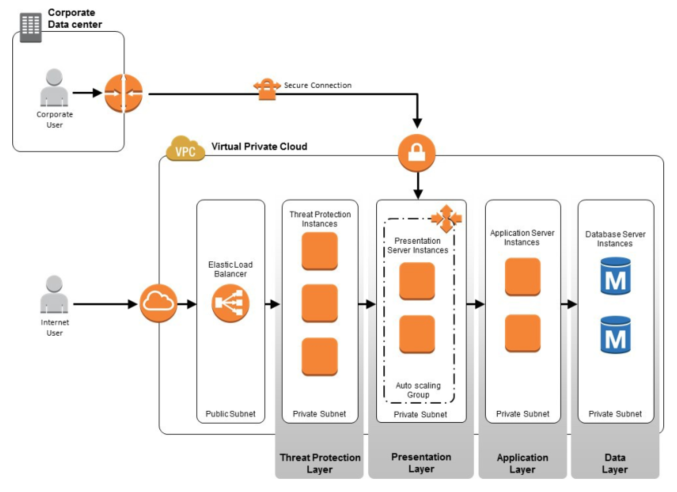 Corporate
Data center
Corporate
User
Secure Connection
VPC
Virtual Private Cloud
Internet
User
Elastic Load
Balancer
Public Subnet
Threat Protection
Instances
Private Subnet
Presentation
Server Instances
Auto scaling
Group
Private Subnet
Application Server
Instances
Private Subnet
Database Server
Instances
M
M
Private Subnet
Threat Protection
Layer
Presentation
Layer
Application
Layer
Data
Layer